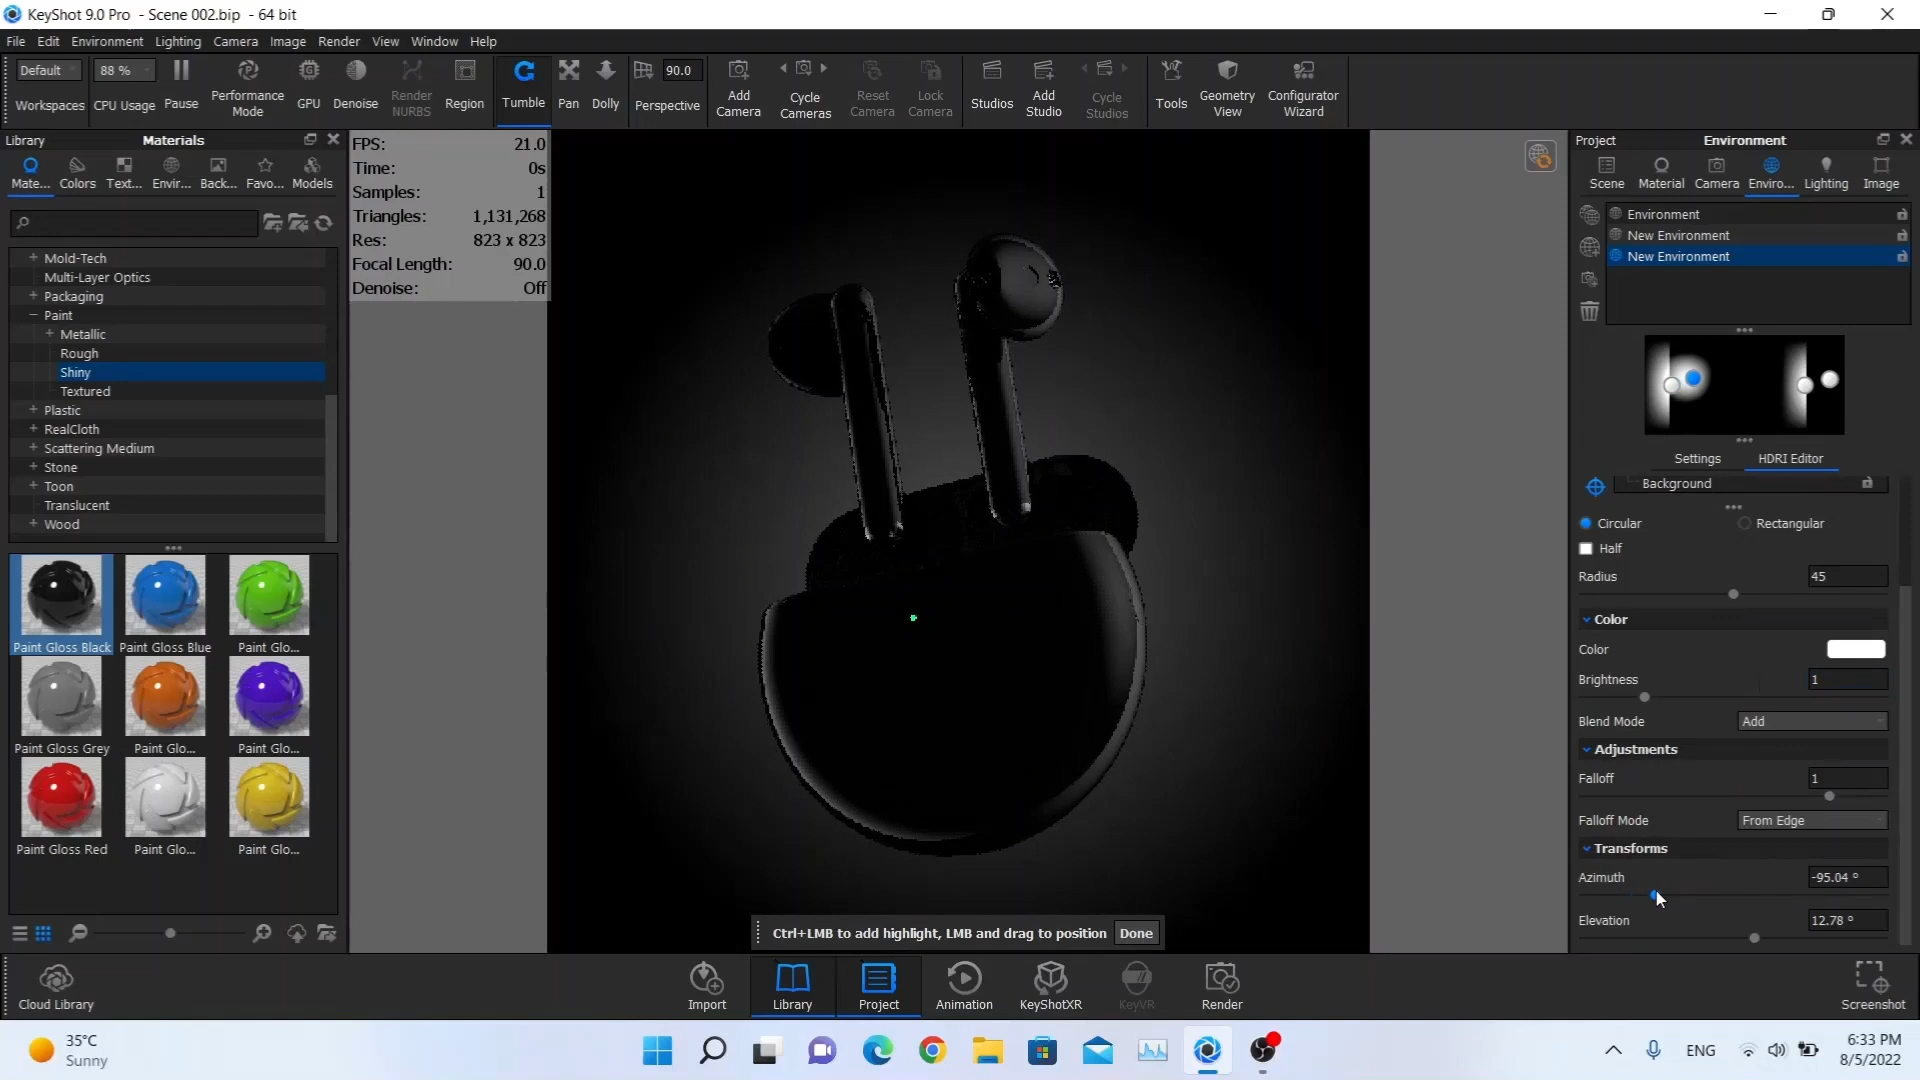 KeyShot 9.0 Pro - Scene 002.bip - 64 bit
File Edit Environment Lighting Camera Image Render View Window Help
Default 88 % 90.0
Workspaces CPU Usage Pause Performance Mode GPU Denoise Render NURBS Region Tumble Pan Dolly Perspective Add Camera Cycle Cameras Reset Camera Lock Camera Studios Add Studio Cycle Studios Tools Geometry View Configurator Wizard
Library Materials
Mate... Colors Text... Envir... Back... Favo... Models
Mold-Tech
Multi-Layer Optics
Packaging
Paint
Metallic
Rough
Shiny
Textured
Plastic
RealCloth
Scattering Medium
Stone
Toon
Translucent
Wood
Paint Gloss Black Paint Gloss Blue Paint Glo...
Paint Gloss Grey Paint Glo... Paint Glo...
Paint Gloss Red Paint Glo... Paint Glo...
FPS: 21.0
Time: 0s
Samples: 1
Triangles: 1,131,268
Res: 823 x 823
Focal Length: 90.0
Denoise: Off
Ctrl+LMB to add highlight, LMB and drag to position Done
Project Environment
Scene Material Camera Enviro... Lighting Image
Environment
New Environment
New Environment
Settings HDRI Editor
Background
Circular Rectangular
Half
Radius 45
Color
Color
Brightness 1
Blend Mode Add
Adjustments
Falloff 1
Falloff Mode From Edge
Transforms
Azimuth -95.04 °
Elevation 12.78 °
Cloud Library Import Library Project Animation KeyShotXR KeyVR Render Screenshot
35°C
Sunny
ENG
6:33 PM
8/5/2022